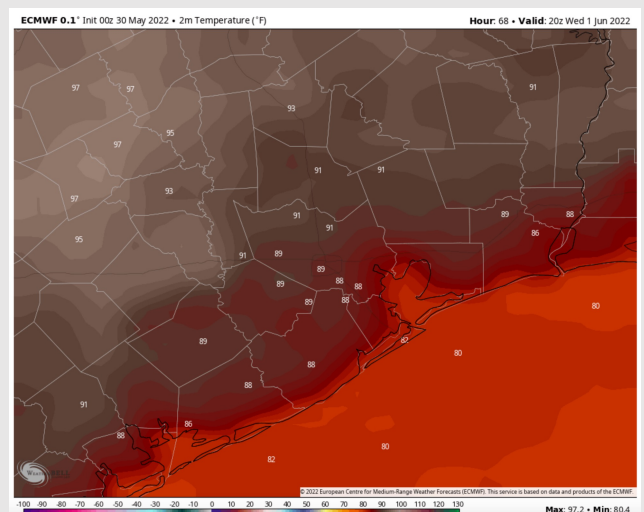 ECMWF 0.1° Init 00z 30 May 2022 • 2m Temperature (°F)
Hour: 68 • Valid: 20z Wed 1 Jun 2022
97 97 91
93
97 95
91 91
97 93
91 89 88
95 91 86
91 89
89
89 88 88
89 88 80
89 82
80
88
88
91
86
88 80
82
© 2022 European Centre for Medium-Range Weather Forecasts (ECMWF). This service is based on data and products of the ECMWF.
-100 -90 -80 -70 -60 -50 -40 -30 -20 -10 0 10 20 30 40 50 60 70 80 90 100 110 120 130
Max: 97.2 • Min: 80.4